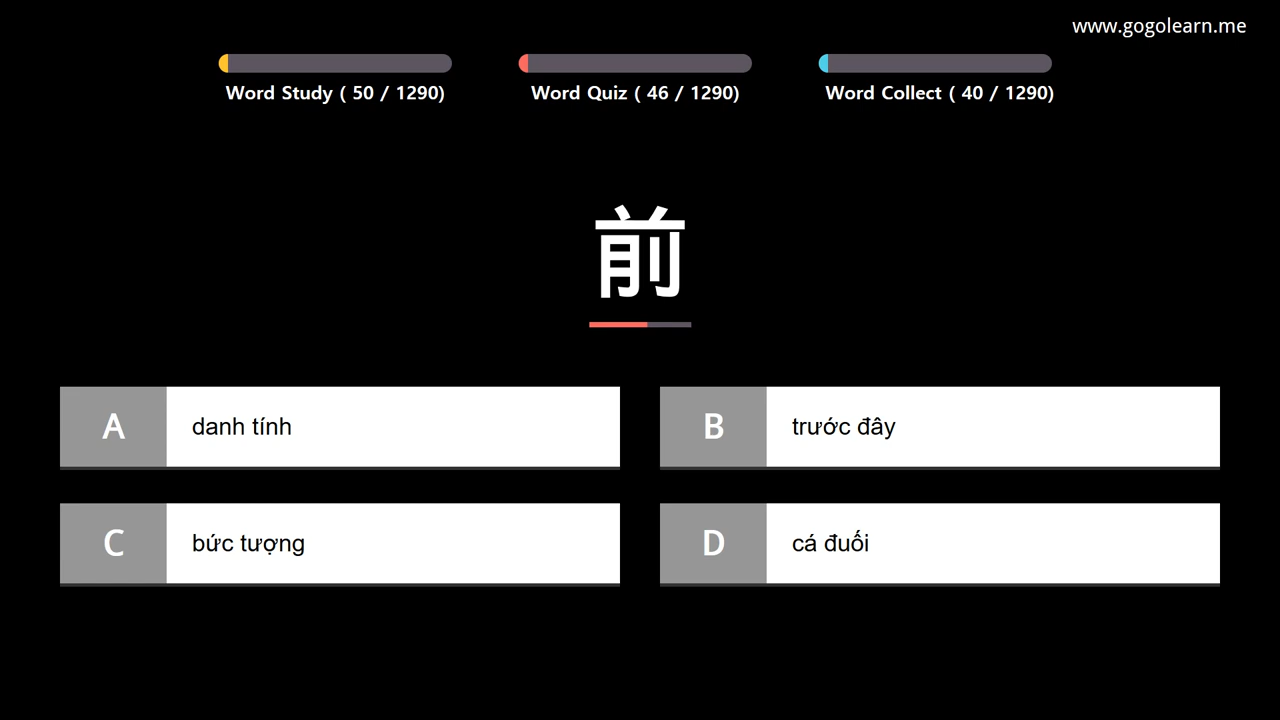 www.gogolearn.me
Word Study ( 50 / 1290)
Word Quiz ( 46 / 1290)
Word Collect ( 40 / 1290)
前
A danh tính
B trước đây
C bức tượng
D cá đuối